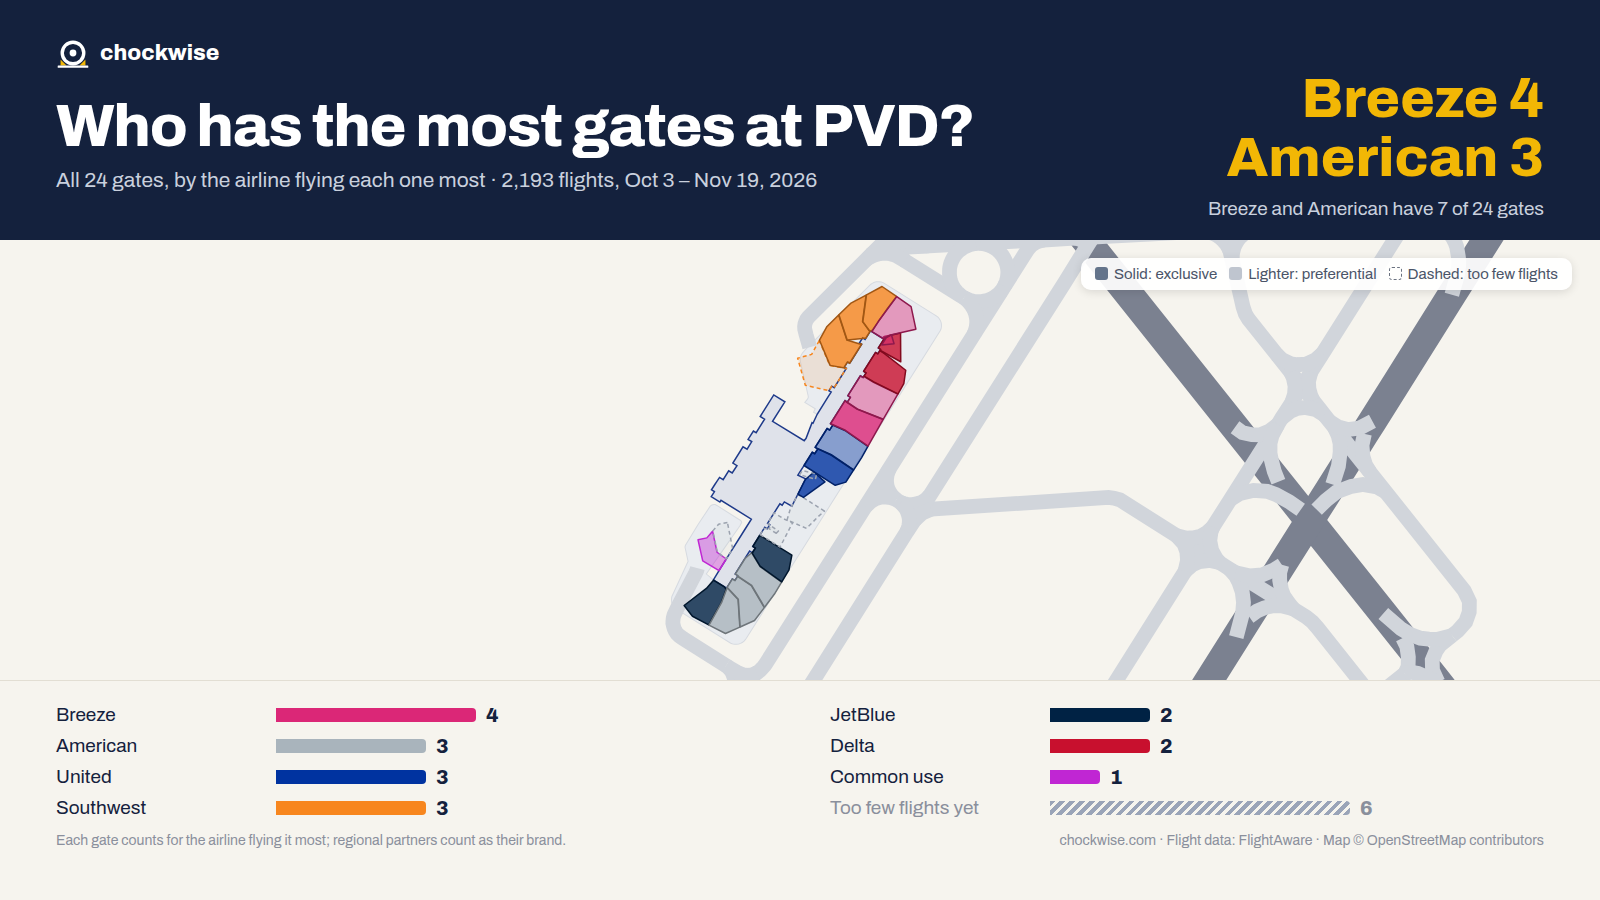 chockwise
Who has the most gates at PVD?
All 24 gates, by the airline flying each one most · 2,193 flights, Oct 3 – Nov 19, 2026
Breeze 4
American 3
Breeze and American have 7 of 24 gates
Solid: exclusive Lighter: preferential Dashed: too few flights
Breeze 4
American 3
United 3
Southwest 3
JetBlue 2
Delta 2
Common use 1
Too few flights yet 6
Each gate counts for the airline flying it most; regional partners count as their brand.
chockwise.com · Flight data: FlightAware · Map © OpenStreetMap contributors